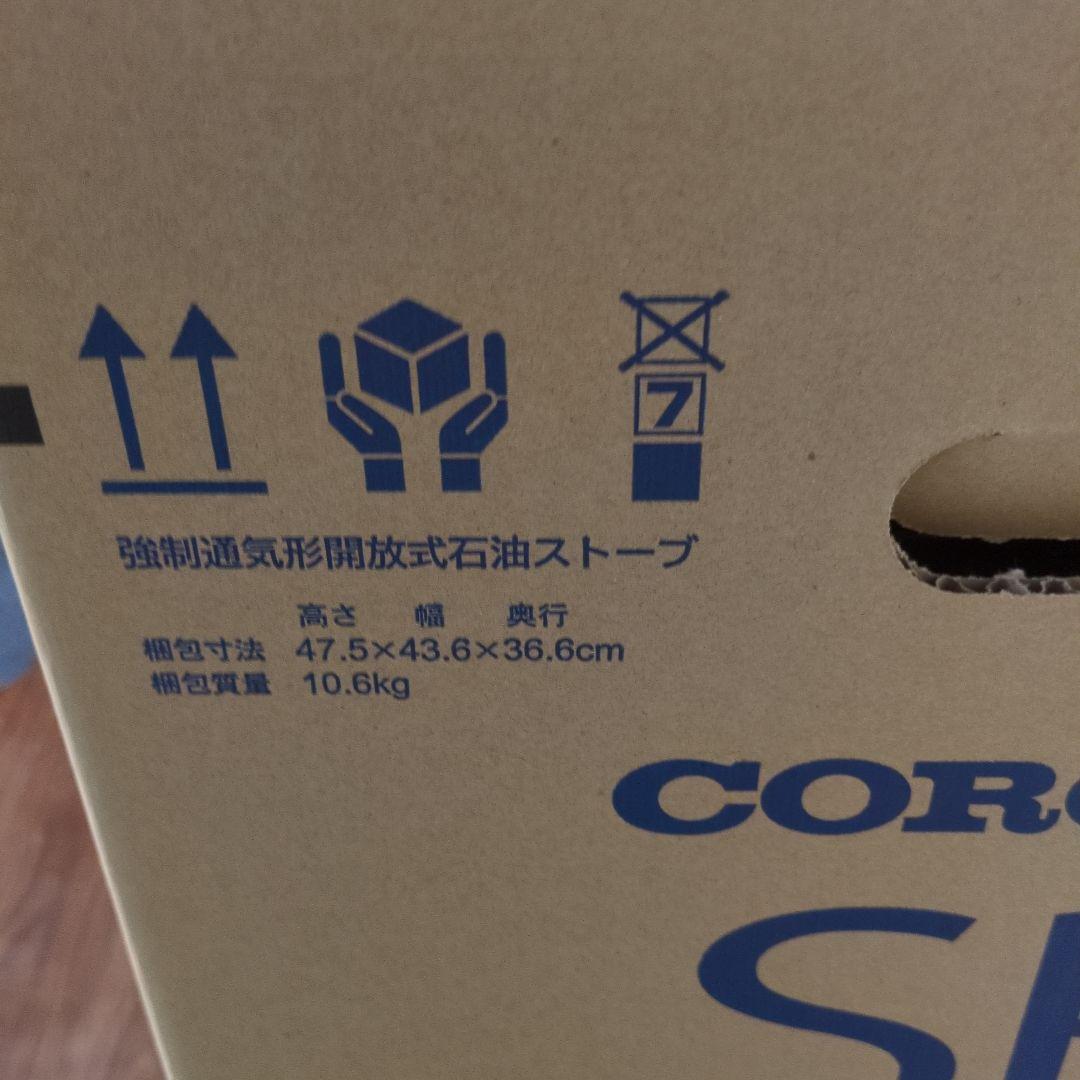 7
強制通気形開放式石油ストーブ
高さ 幅 奥行
梱包寸法 47.5×43.6×36.6cm
梱包質量 10.6kg
COR
S